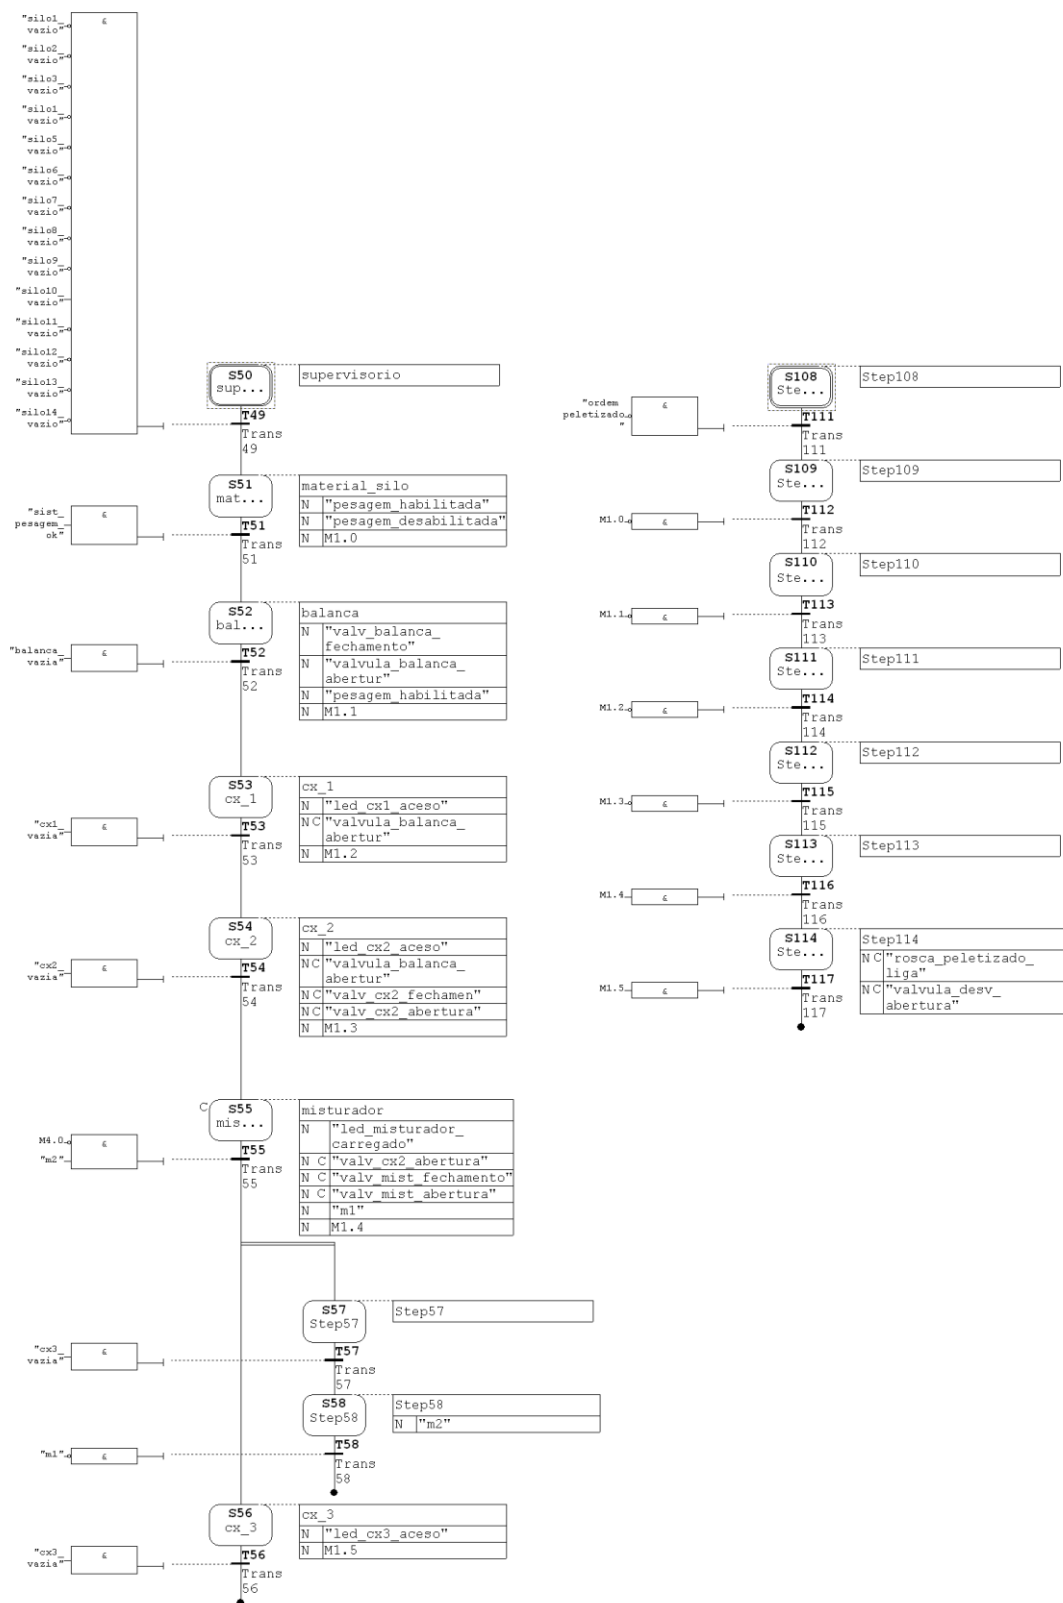 "silo1_
vazio"
&
"silo2_
vazio"
"silo3_
vazio"
"silo1_
vazio"
"silo5_
vazio"
"silo6_
vazio"
"silo7_
vazio"
"silo8_
vazio"
"silo9_
vazio"
"silo10_
vazio"
"silo11_
vazio"
"silo12_
vazio"
"silo13_
vazio"
"silo14_
vazio"
S50
sup...
supervisorio
T49
Trans
49
S51
mat...
material_silo
N "pesagem_habilitada"
N "pesagem_desabilitada"
N M1.0
"sist_
pesagem_
ok"
&
T51
Trans
51
S52
bal...
balanca
N "valv_balanca_
fechamento"
N "valvula_balanca_
abertur"
N "pesagem_habilitada"
N M1.1
"balanca_
vazia"
&
T52
Trans
52
S53
cx_1
cx_1
N "led_cx1_aceso"
NC "valvula_balanca_
abertur"
N M1.2
"cx1_
vazia"
&
T53
Trans
53
S54
cx_2
cx_2
N "led_cx2_aceso"
NC "valvula_balanca_
abertur"
NC "valv_cx2_fechamen"
NC "valv_cx2_abertura"
N M1.3
"cx2_
vazia"
&
T54
Trans
54
C
S55
mis...
misturador
N "led_misturador_
carregado"
N C "valv_cx2_abertura"
N C "valv_mist_fechamento"
N C "valv_mist_abertura"
N "m1"
N M1.4
M4.0
"m2"
&
T55
Trans
55
S57
Step57
Step57
"cx3_
vazia"
&
T57
Trans
57
S58
Step58
Step58
N "m2"
"m1"
&
T58
Trans
58
S56
cx_3
cx_3
N "led_cx3_aceso"
N M1.5
"cx3_
vazia"
&
T56
Trans
56
S108
Ste...
Step108
"ordem_
peletizado
"
&
T111
Trans
111
S109
Ste...
Step109
M1.0
&
T112
Trans
112
S110
Ste...
Step110
M1.1
&
T113
Trans
113
S111
Ste...
Step111
M1.2
&
T114
Trans
114
S112
Ste...
Step112
M1.3
&
T115
Trans
115
S113
Ste...
Step113
M1.4
&
T116
Trans
116
S114
Ste...
Step114
NC "rosca_peletizado_
liga"
NC "valvula_desv_
abertura"
M1.5
&
T117
Trans
117